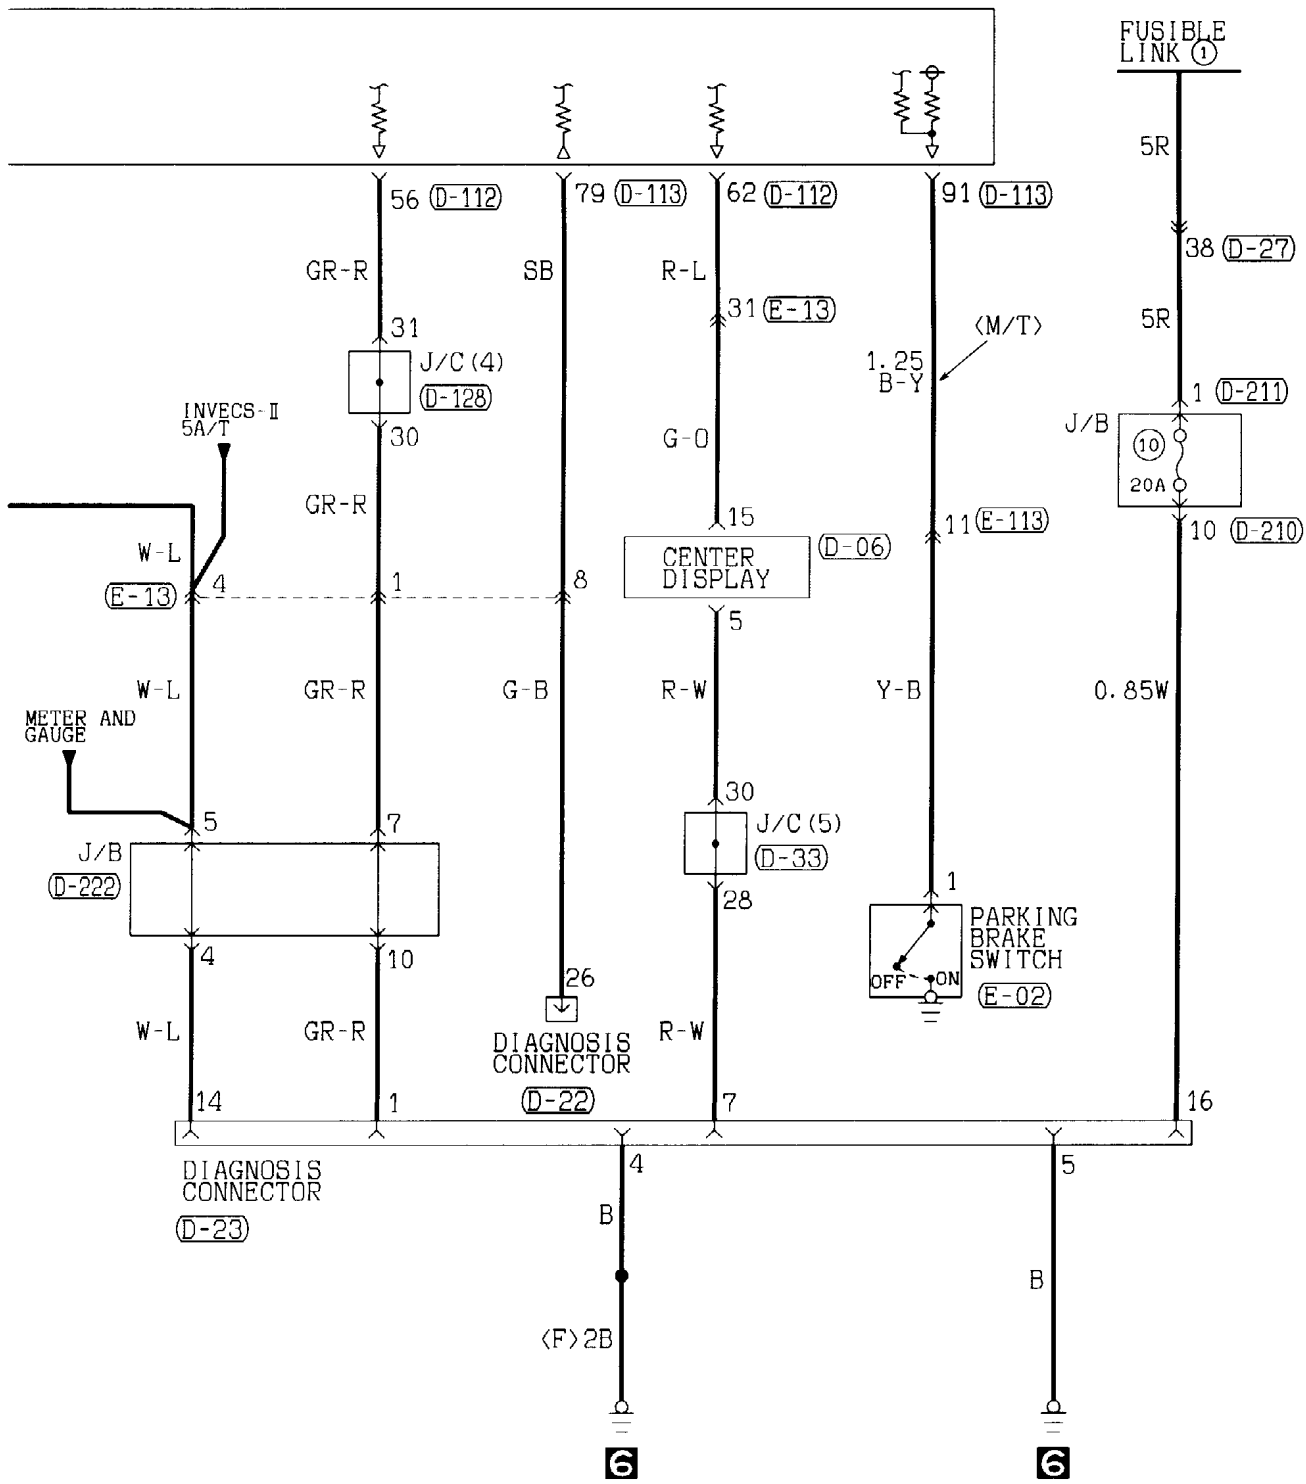 FUSIBLE
LINK ①
5R
56 (D-112)
79 (D-113)
62 (D-112)
91 (D-113)
38 (D-27)
GR-R
SB
R-L
31 (E-13)
5R
<M/T>
31
J/C (4)
(D-128)
1.25
B-Y
1 (D-211)
INVECS-II
5A/T
30
G-O
J/B
⑩
20A
GR-R
15
(D-06)
11 (E-113)
10 (D-210)
W-L
CENTER
DISPLAY
(E-13)
4
1
8
5
W-L
GR-R
G-B
R-W
Y-B
0.85W
METER AND
GAUGE
30
5
7
J/C (5)
(D-33)
J/B
(D-222)
28
1
PARKING
BRAKE
SWITCH
(E-02)
OFF
ON
4
10
26
W-L
GR-R
DIAGNOSIS
CONNECTOR
(D-22)
R-W
14
1
7
16
4
5
DIAGNOSIS
CONNECTOR
(D-23)
B
B
<F>2B
6
6